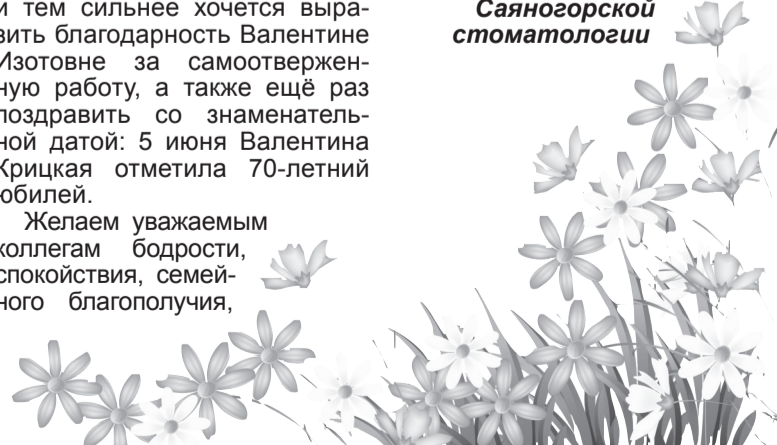 и тем сильнее хочется выра-
зить благодарность Валентине
Изотовне за самоотвержен-
ную работу, а также ещё раз
поздравить со знаменатель-
ной датой: 5 июня Валентина
Крицкая отметила 70-летний
юбилей.
Желаем уважаемым
коллегам бодрости,
спокойствия, семей-
ного благополучия,
Саяногорской
стоматологии